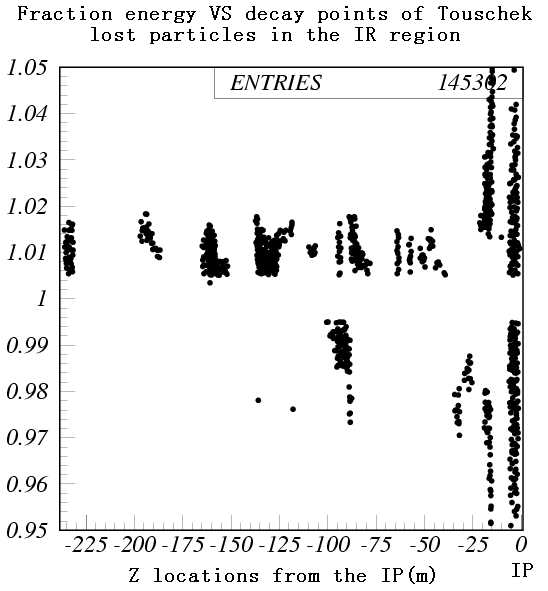 Fraction energy VS decay points of Touschek
lost particles in the IR region
ENTRIES 145302
1.05
1.04
1.03
1.02
1.01
1
0.99
0.98
0.97
0.96
0.95
-225 -200 -175 -150 -125 -100 -75 -50 -25 0
IP
Z locations from the IP(m)